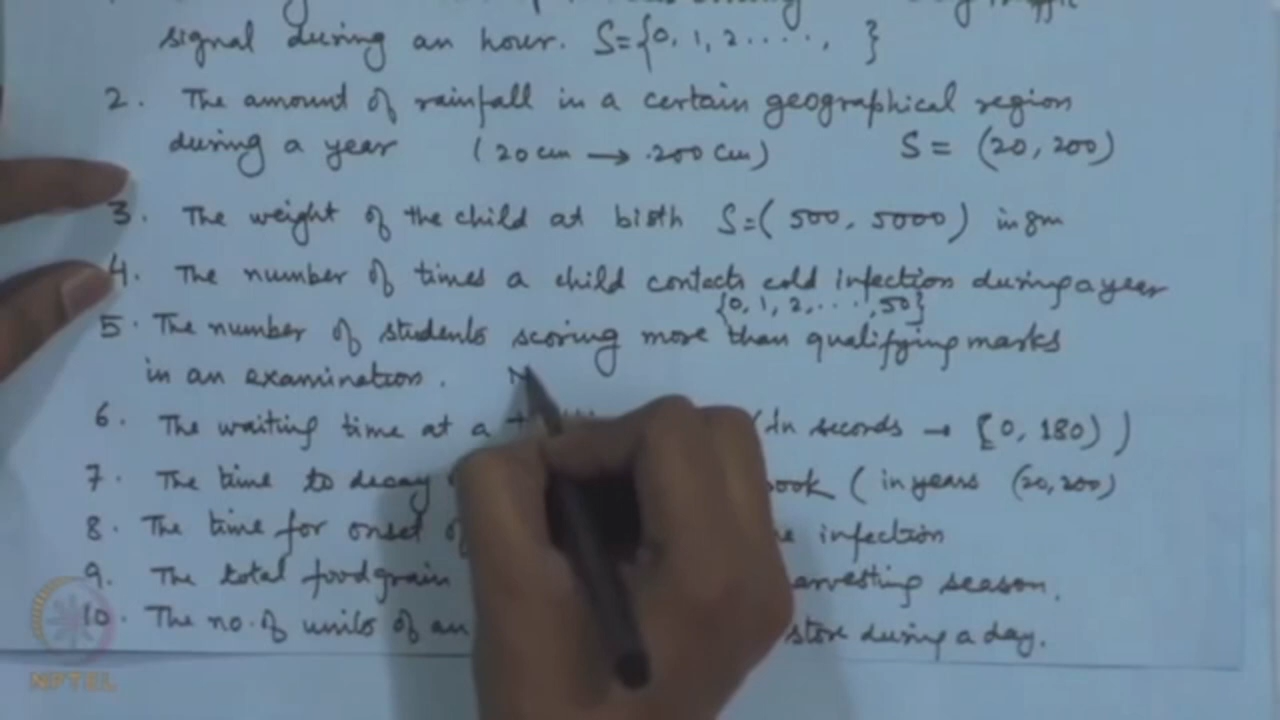 signal during an hour. S={0, 1, 2 ....., }
2. The amount of rainfall in a certain geographical region
during a year (20 cm → 200 cm) S = (20, 200)
3. The weight of the child at birth S=( 500, 5000) in gm
4. The number of times a child contacts cold infection during a year
{0, 1, 2, ..., 50}
5. The number of students scoring more than qualifying marks
in an examination.
6. The waiting time at a (In seconds → [0, 180) )
7. The time to decay book ( in years (20, 200)
8. The time for onset of infection
9. The total foodgrain harvesting season.
10. The no. of units of an store during a day.
NPTEL